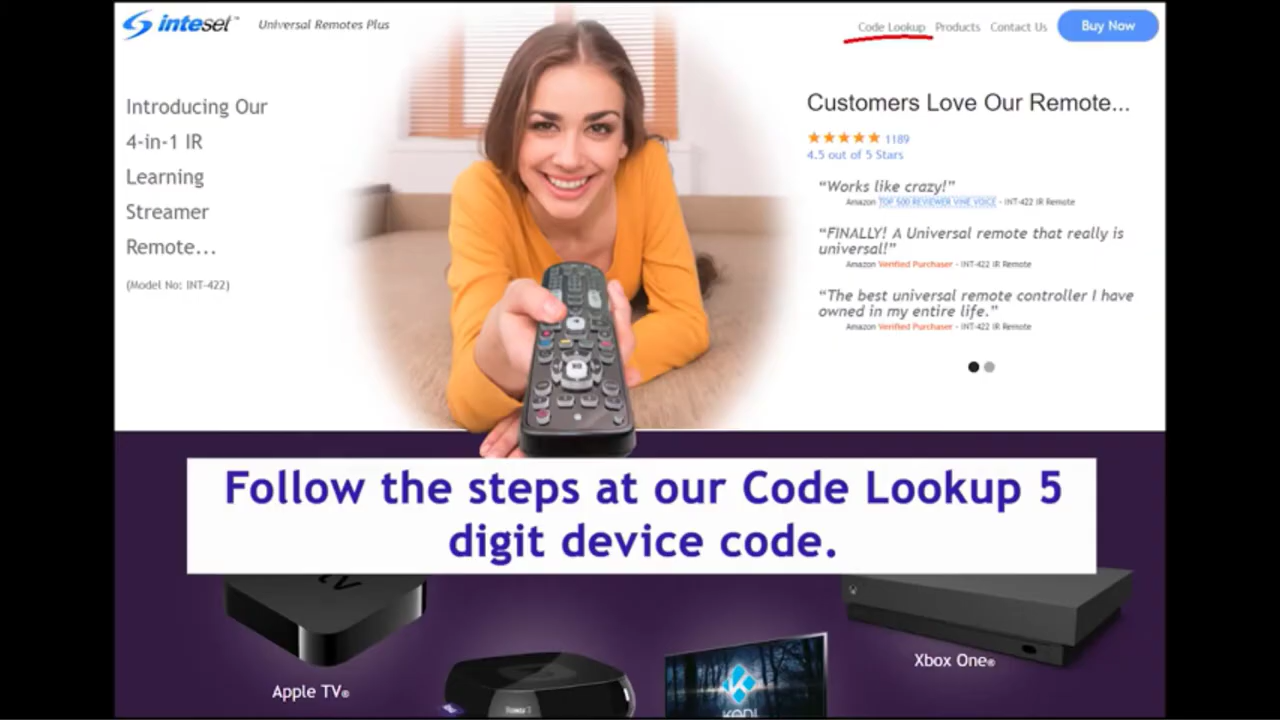 inteset™
Universal Remotes Plus
Code Lookup
Products
Contact Us
Buy Now
Introducing Our
4-in-1 IR
Learning
Streamer
Remote...
(Model No: INT-422)
Customers Love Our Remote...
1189
4.5 out of 5 Stars
“Works like crazy!”
Amazon TOP 500 REVIEWER VINE VOICE - INT-422 IR Remote
“FINALLY! A Universal remote that really is
universal!”
Amazon Verified Purchaser - INT-422 IR Remote
“The best universal remote controller I have
owned in my entire life.”
Amazon Verified Purchaser - INT-422 IR Remote
Follow the steps at our Code Lookup 5
digit device code.
tv
Apple TV®
KODI
Xbox One®